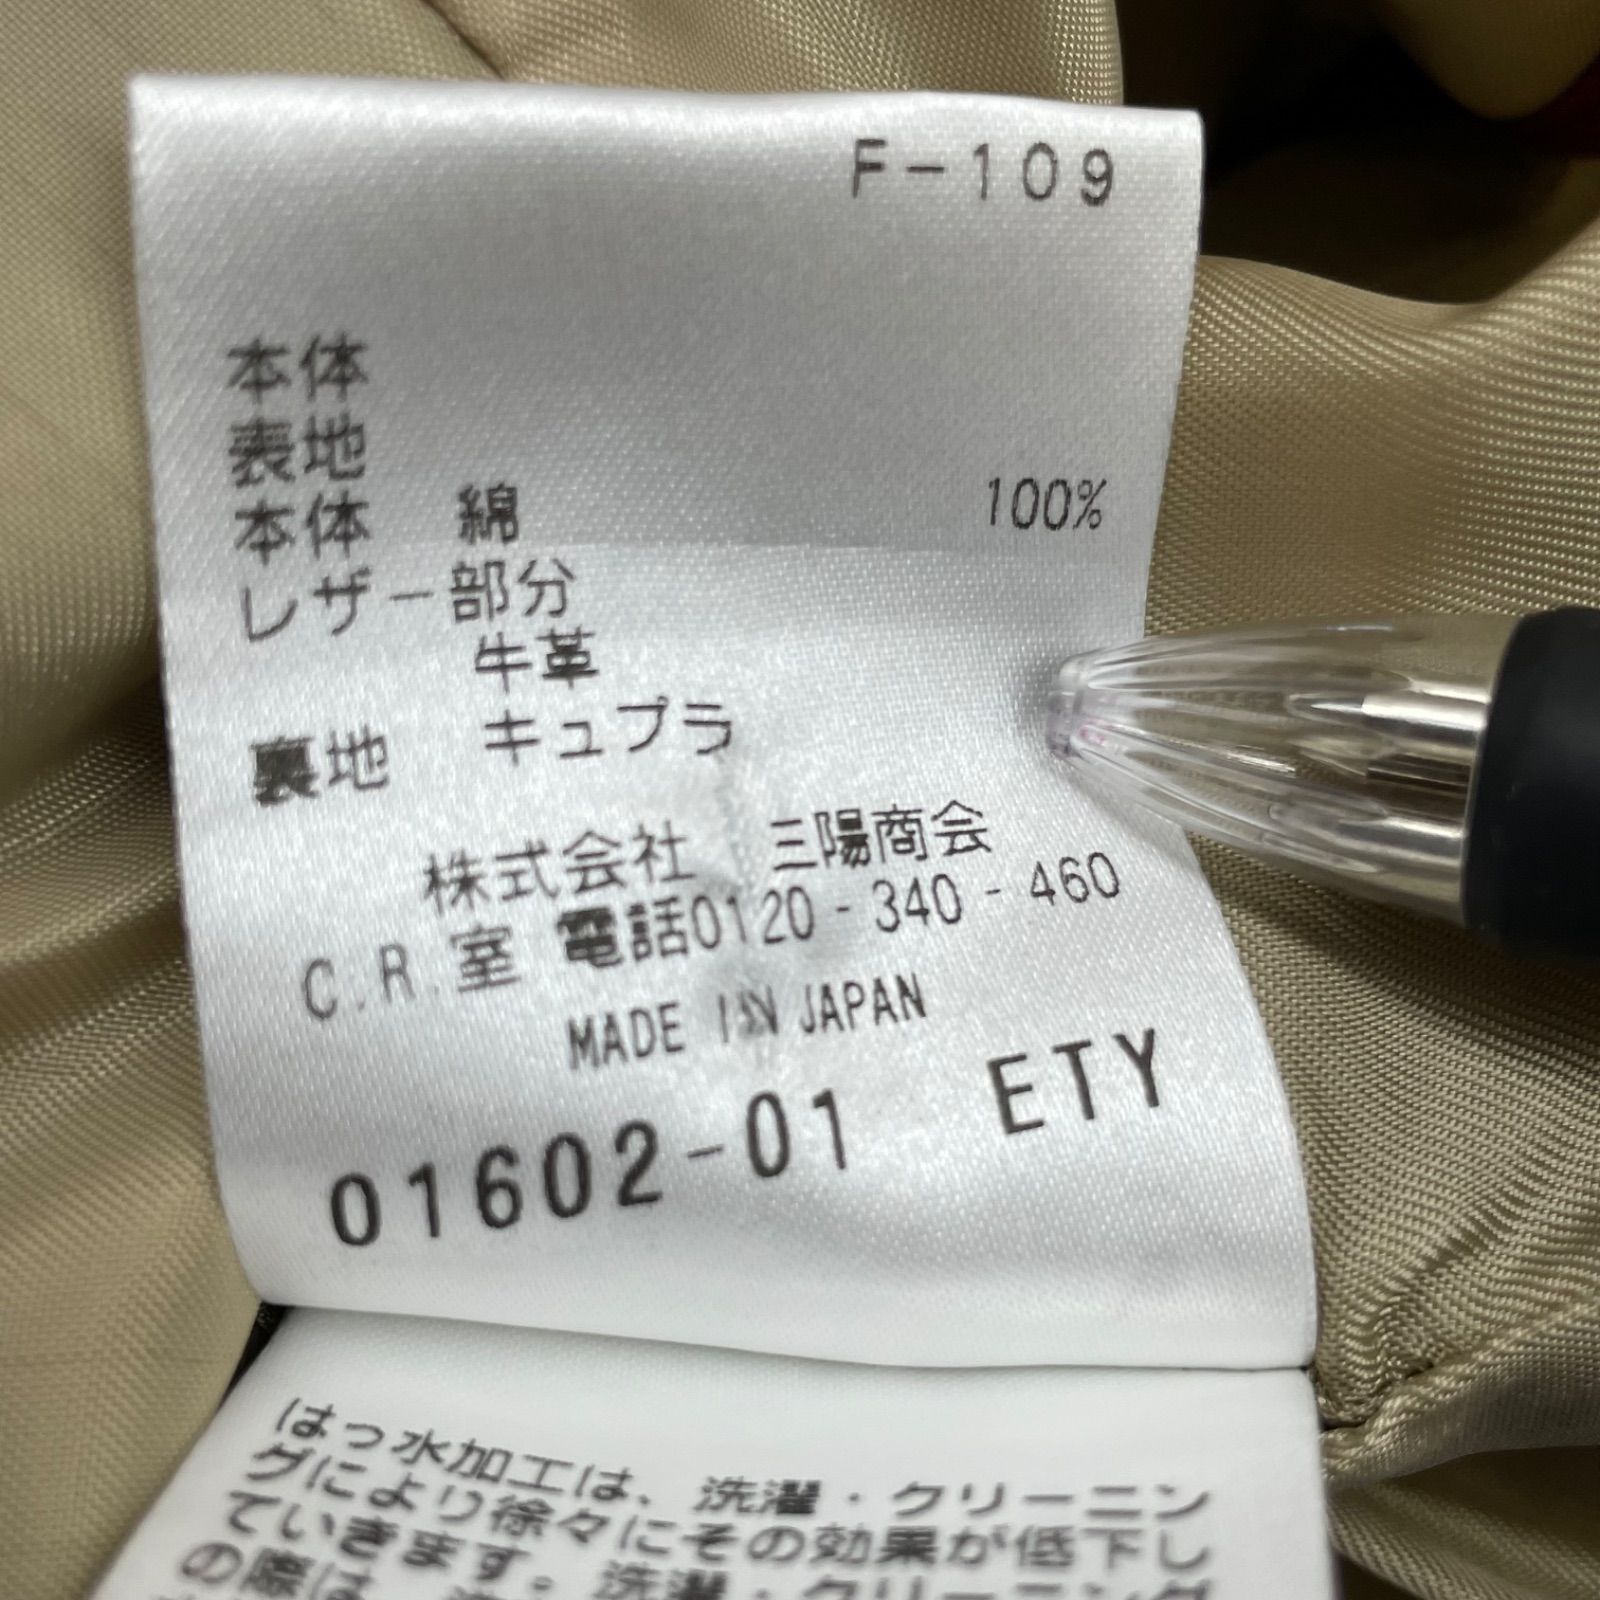 F-109
本体
表地
本体 綿 100%
レザー部分
牛革
裏地 キュプラ
株式会社 三陽商会
C.R.室 電話0120-340-460
MADE IN JAPAN
01602-01 ETY
はっ水加工は、洗濯・クリーニン
グにより徐々にその効果が低下し
ていきます。洗濯・クリーニング
の際は